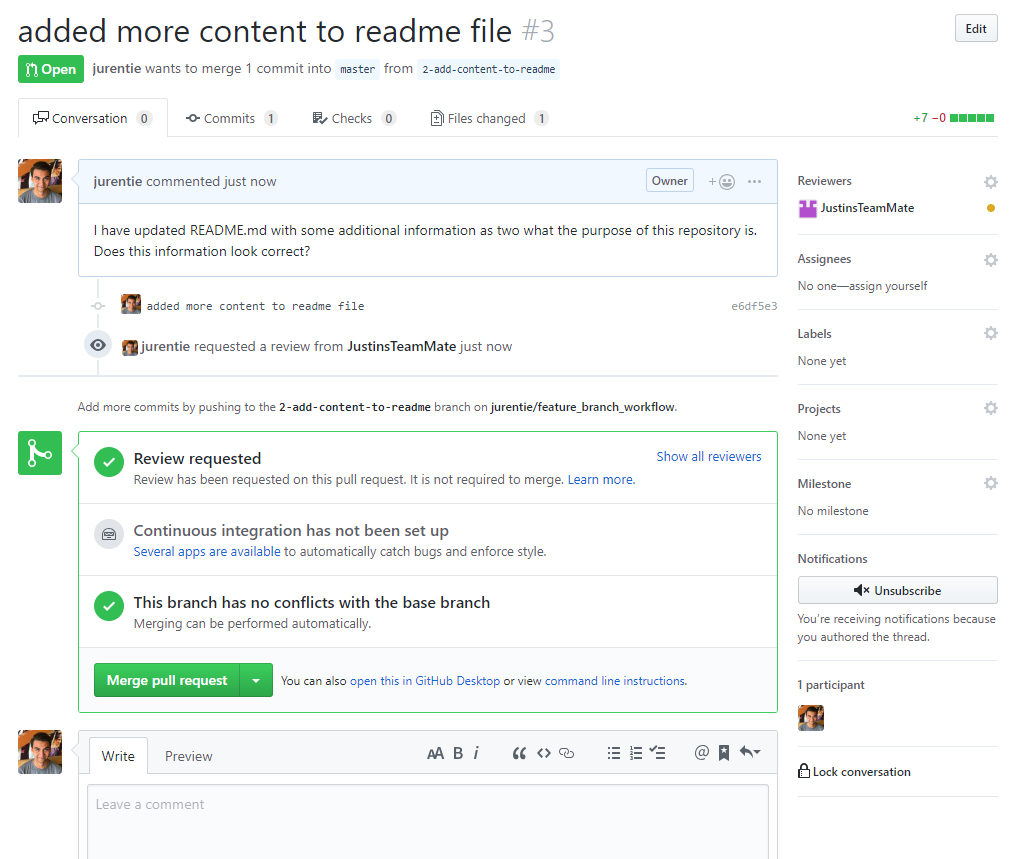 added more content to readme file #3
Edit
Open
jurentie wants to merge 1 commit into master from 2-add-content-to-readme
Conversation 0
Commits 1
Checks 0
Files changed 1
+7 −0
jurentie commented just now
Owner
+
I have updated README.md with some additional information as two what the purpose of this repository is.
Does this information look correct?
added more content to readme file
e6df5e3
jurentie requested a review from JustinsTeamMate just now
Add more commits by pushing to the 2-add-content-to-readme branch on jurentie/feature_branch_workflow.
Review requested
Show all reviewers
Review has been requested on this pull request. It is not required to merge. Learn more.
Continuous integration has not been set up
Several apps are available to automatically catch bugs and enforce style.
This branch has no conflicts with the base branch
Merging can be performed automatically.
Merge pull request
You can also open this in GitHub Desktop or view command line instructions.
Write
Preview
AA B i
@
Leave a comment
Reviewers
JustinsTeamMate
Assignees
No one—assign yourself
Labels
None yet
Projects
None yet
Milestone
No milestone
Notifications
Unsubscribe
You're receiving notifications because
you authored the thread.
1 participant
Lock conversation